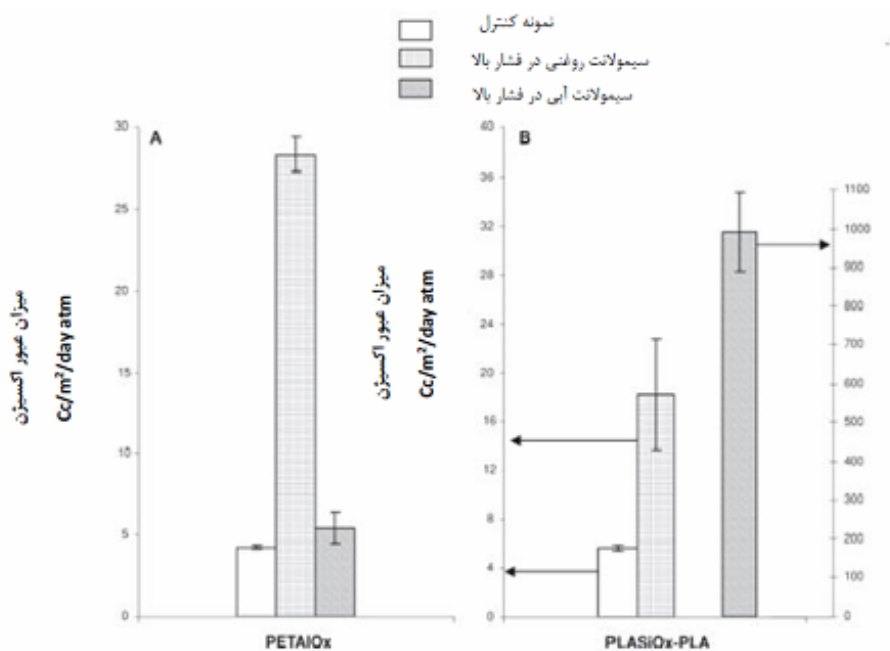 نمونه کنترل
سیمولانت روغنی در فشار بالا
سیمولانت آبی در فشار بالا
A
30
25
20
15
10
5
0
میزان عبور اکسیژن
Cc/m²/day atm
PETAlOx
B
40
36
32
28
24
20
16
12
8
4
0
میزان عبور اکسیژن
Cc/m²/day atm
1100
1000
900
800
700
600
500
400
300
200
100
0
PLASiOx-PLA